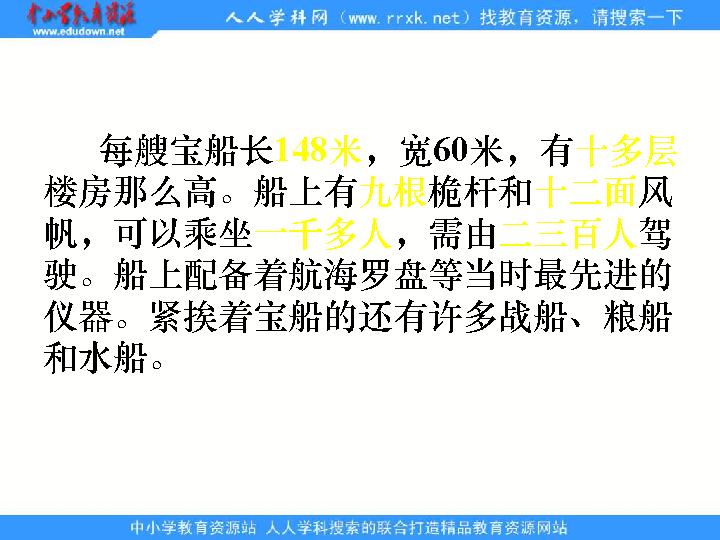 中小学教育资源
www.edudown.net
人人学科网（www.rrxk.net）找教育资源，请搜索一下
每艘宝船长148米，宽60米，有十多层
楼房那么高。船上有九根桅杆和十二面风
帆，可以乘坐一千多人，需由二三百人驾
驶。船上配备着航海罗盘等当时最先进的
仪器。紧挨着宝船的还有许多战船、粮船
和水船。
中小学教育资源站 人人学科搜索的联合打造精品教育资源网站